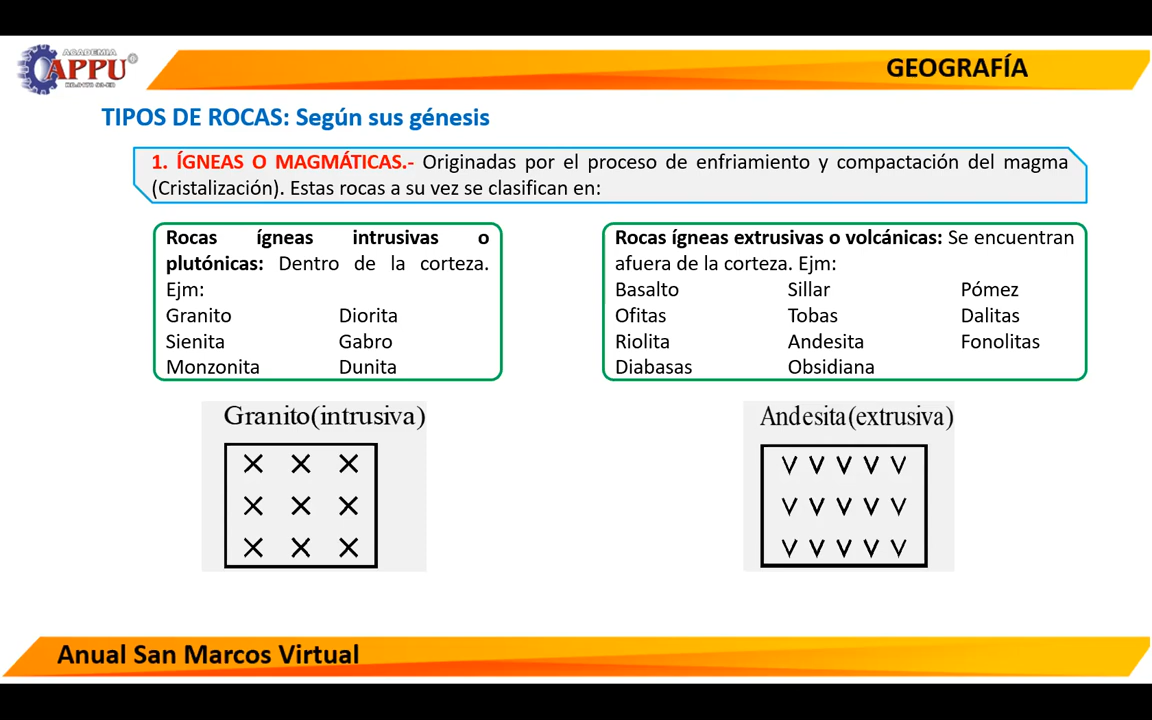 ACADEMIA
APPU
GEOGRAFÍA
TIPOS DE ROCAS: Según sus génesis
1. ÍGNEAS O MAGMÁTICAS.- Originadas por el proceso de enfriamiento y compactación del magma
(Cristalización). Estas rocas a su vez se clasifican en:
Rocas ígneas intrusivas o
plutónicas: Dentro de la corteza.
Ejm:
Granito Diorita
Sienita Gabro
Monzonita Dunita
Rocas ígneas extrusivas o volcánicas: Se encuentran
afuera de la corteza. Ejm:
Basalto Sillar Pómez
Ofitas Tobas Dalitas
Riolita Andesita Fonolitas
Diabasas Obsidiana
Granito(intrusiva)
Andesita(extrusiva)
Anual San Marcos Virtual